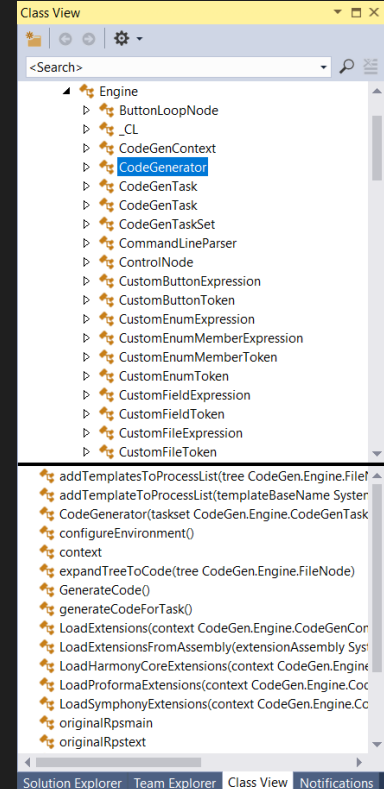 Class View
<Search>
Engine
ButtonLoopNode
_CL
CodeGenContext
CodeGenerator
CodeGenTask
CodeGenTask
CodeGenTaskSet
CommandLineParser
ControlNode
CustomButtonExpression
CustomButtonToken
CustomEnumExpression
CustomEnumMemberExpression
CustomEnumMemberToken
CustomEnumToken
CustomFieldExpression
CustomFieldToken
CustomFileExpression
CustomFileToken
addTemplatesToProcessList(tree CodeGen.Engine.FileN
addTemplateToProcessList(templateBaseName System
CodeGenerator(taskset CodeGen.Engine.CodeGenTask
configureEnvironment()
context
expandTreeToCode(tree CodeGen.Engine.FileNode)
GenerateCode()
generateCodeForTask()
LoadExtensions(context CodeGen.Engine.CodeGenCon
LoadExtensionsFromAssembly(extensionAssembly Syst
LoadHarmonyCoreExtensions(context CodeGen.Engine
LoadProformaExtensions(context CodeGen.Engine.Cod
LoadSymphonyExtensions(context CodeGen.Engine.Co
originalRpsmain
originalRpstext
Solution Explorer Team Explorer Class View Notifications